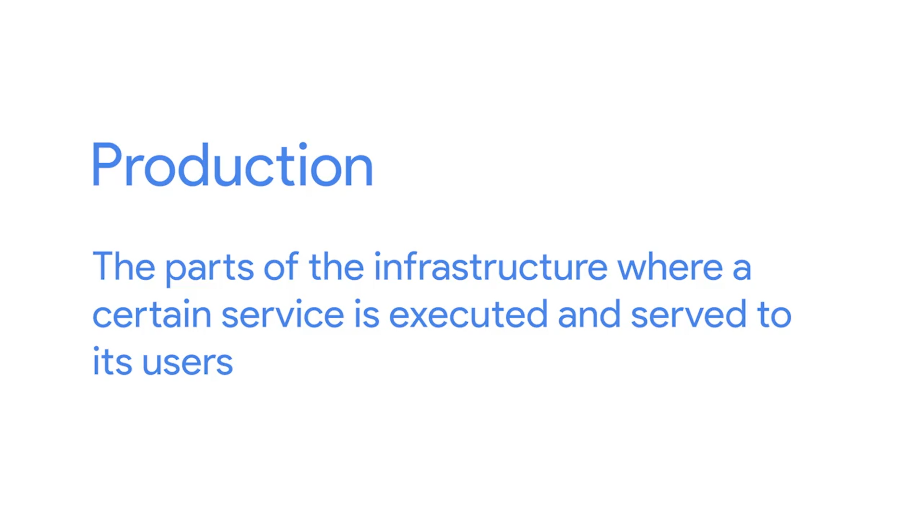 Production
The parts of the infrastructure where a
certain service is executed and served to
its users